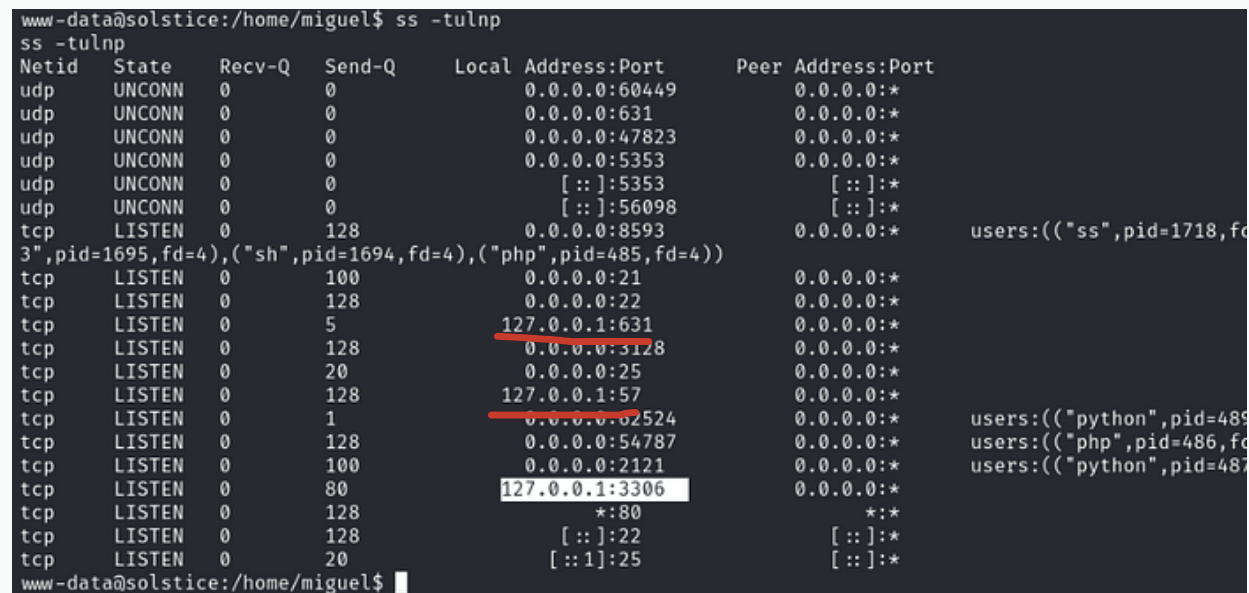 www-data@solstice:/home/miguel$ ss -tulnp
ss -tulnp
Netid State Recv-Q Send-Q Local Address:Port Peer Address:Port
udp UNCONN 0 0 0.0.0.0:60449 0.0.0.0:*
udp UNCONN 0 0 0.0.0.0:631 0.0.0.0:*
udp UNCONN 0 0 0.0.0.0:47823 0.0.0.0:*
udp UNCONN 0 0 0.0.0.0:5353 0.0.0.0:*
udp UNCONN 0 0 [::]:5353 [::]:*
udp UNCONN 0 0 [::]:56098 [::]:*
tcp LISTEN 0 128 0.0.0.0:8593 0.0.0.0:* users:(("ss",pid=1718,fd
3",pid=1695,fd=4),("sh",pid=1694,fd=4),("php",pid=485,fd=4))
tcp LISTEN 0 100 0.0.0.0:21 0.0.0.0:*
tcp LISTEN 0 128 0.0.0.0:22 0.0.0.0:*
tcp LISTEN 0 5 127.0.0.1:631 0.0.0.0:*
tcp LISTEN 0 128 0.0.0.0:3128 0.0.0.0:*
tcp LISTEN 0 20 0.0.0.0:25 0.0.0.0:*
tcp LISTEN 0 128 127.0.0.1:57 0.0.0.0:*
tcp LISTEN 0 1 0.0.0.0:62524 0.0.0.0:* users:(("python",pid=489
tcp LISTEN 0 128 0.0.0.0:54787 0.0.0.0:* users:(("php",pid=486,fd
tcp LISTEN 0 100 0.0.0.0:2121 0.0.0.0:* users:(("python",pid=487
tcp LISTEN 0 80 127.0.0.1:3306 0.0.0.0:*
tcp LISTEN 0 128 *:80 *:*
tcp LISTEN 0 128 [::]:22 [::]:*
tcp LISTEN 0 20 [::1]:25 [::]:*
www-data@solstice:/home/miguel$